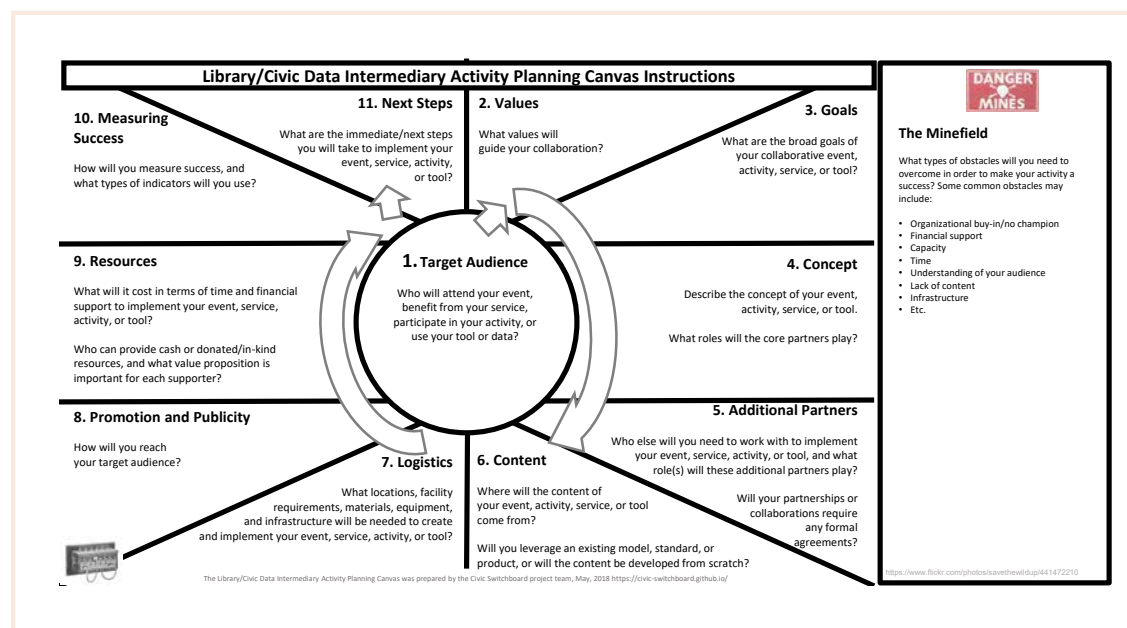 Library/Civic Data Intermediary Activity Planning Canvas Instructions
1. Target Audience
Who will attend your event,
benefit from your service,
participate in your activity, or
use your tool or data?
2. Values
What values will
guide your collaboration?
3. Goals
What are the broad goals of
your collaborative event,
activity, service, or tool?
4. Concept
Describe the concept of your event,
activity, service, or tool.
What roles will the core partners play?
5. Additional Partners
Who else will you need to work with to implement
your event, service, activity, or tool, and what
role(s) will these additional partners play?
Will your partnerships or
collaborations require
any formal
agreements?
6. Content
Where will the content of
your event, activity, service, or tool
come from?
Will you leverage an existing model, standard, or
product, or will the content be developed from scratch?
7. Logistics
What locations, facility
requirements, materials, equipment,
and infrastructure will be needed to create
and implement your event, service, activity, or tool?
8. Promotion and Publicity
How will you reach
your target audience?
9. Resources
What will it cost in terms of time and financial
support to implement your event, service,
activity, or tool?
Who can provide cash or donated/in-kind
resources, and what value proposition is
important for each supporter?
10. Measuring
Success
How will you measure success, and
what types of indicators will you use?
11. Next Steps
What are the immediate/next steps
you will take to implement your
event, service, activity,
or tool?
The Library/Civic Data Intermediary Activity Planning Canvas was prepared by the Civic Switchboard project team, May, 2018 https://civic-switchboard.github.io/
DANGER
MINES
The Minefield
What types of obstacles will you need to
overcome in order to make your activity a
success? Some common obstacles may
include:
• Organizational buy-in/no champion
• Financial support
• Capacity
• Time
• Understanding of your audience
• Lack of content
• Infrastructure
• Etc.
https://www.flickr.com/photos/savethewildup/441472210